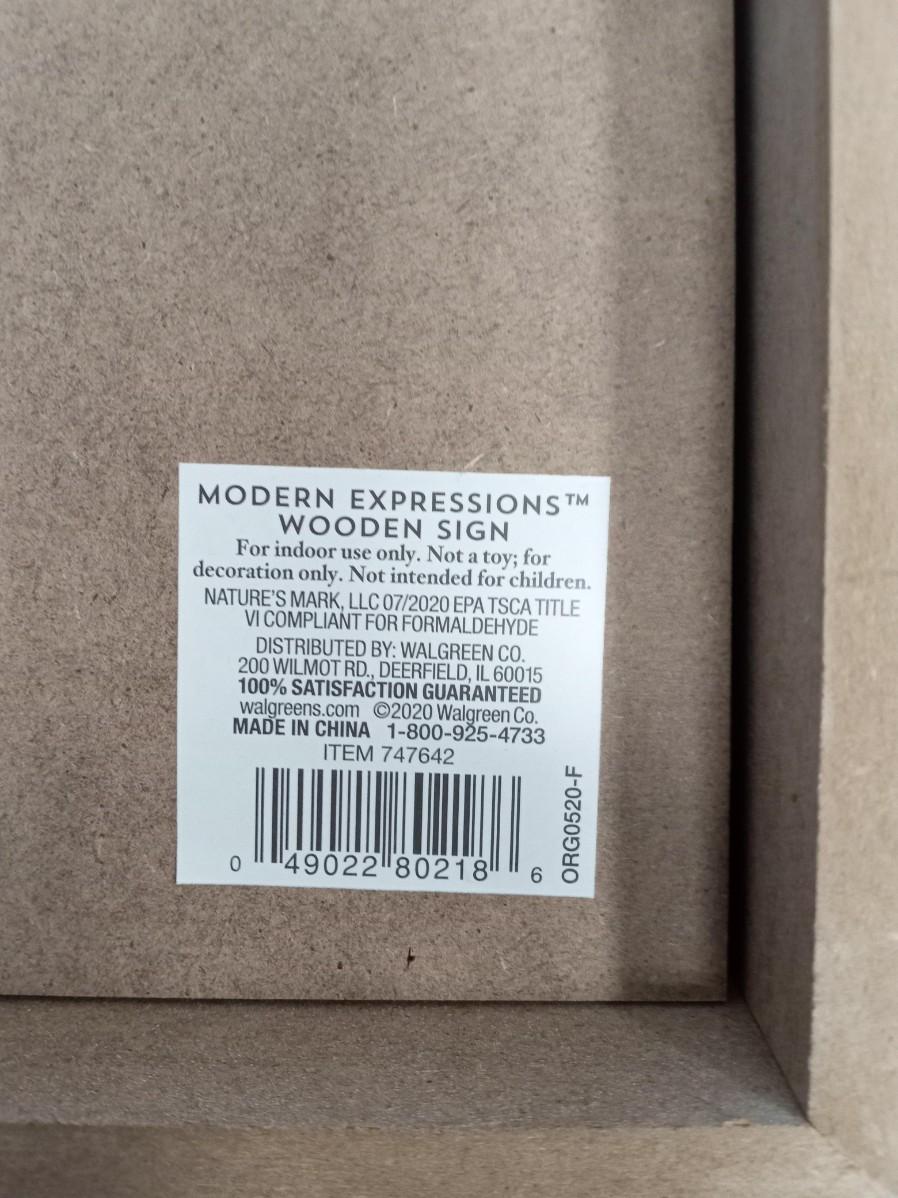 MODERN EXPRESSIONS™
WOODEN SIGN
For indoor use only. Not a toy; for
decoration only. Not intended for children.
NATURE'S MARK, LLC 07/2020 EPA TSCA TITLE
VI COMPLIANT FOR FORMALDEHYDE
DISTRIBUTED BY: WALGREEN CO.
200 WILMOT RD., DEERFIELD, IL 60015
100% SATISFACTION GUARANTEED
walgreens.com ©2020 Walgreen Co.
MADE IN CHINA 1-800-925-4733
ITEM 747642
0 49022 80218 6
ORG0520-F